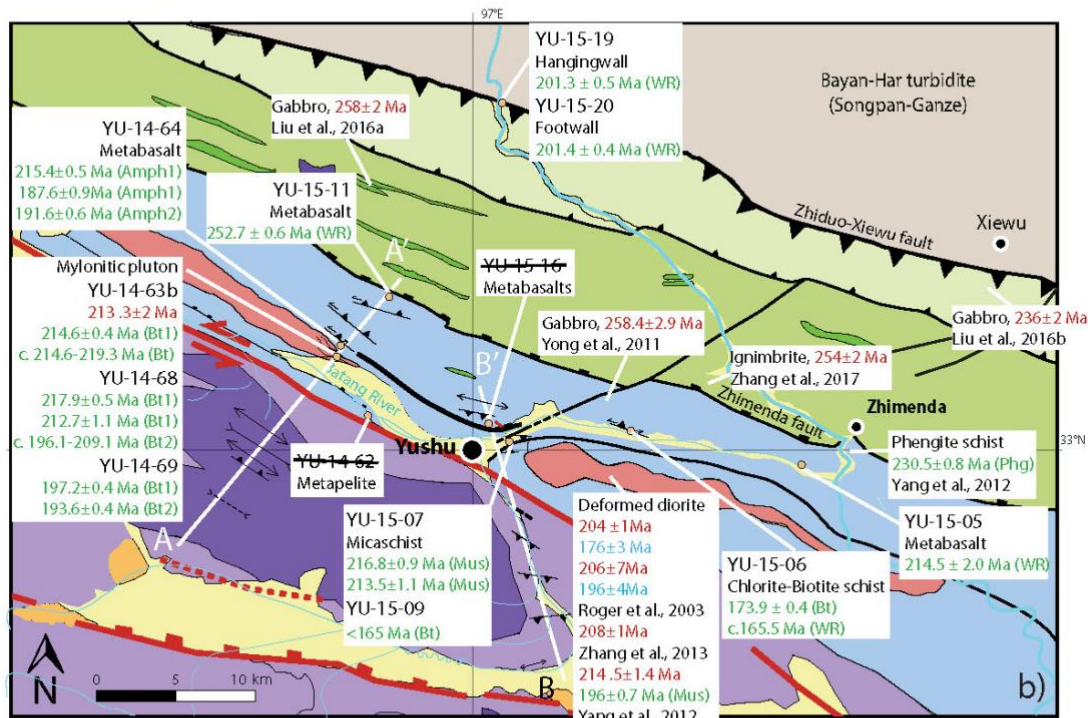 97°E
YU-15-19
Hangingwall
201.3 ± 0.5 Ma (WR)
YU-15-20
Footwall
201.4 ± 0.4 Ma (WR)
Bayan-Har turbidite
(Songpan-Ganze)
Gabbro, 258±2 Ma
Liu et al., 2016a
YU-14-64
Metabasalt
215.4±0.5 Ma (Amph1)
187.6±0.9Ma (Amph1)
191.6±0.6 Ma (Amph2)
YU-15-11
Metabasalt
252.7 ± 0.6 Ma (WR)
Zhiduo-Xiewu fault
Xiewu
A'
YU-15-16
Metabasalts
Mylonitic pluton
YU-14-63b
213 .3±2 Ma
214.6±0.4 Ma (Bt1)
c. 214.6-219.3 Ma (Bt)
YU-14-68
217.9±0.5 Ma (Bt1)
212.7±1.1 Ma (Bt1)
c. 196.1-209.1 Ma (Bt2)
YU-14-69
197.2±0.4 Ma (Bt1)
193.6±0.4 Ma (Bt2)
Gabbro, 258.4±2.9 Ma
Yong et al., 2011
Gabbro, 236±2 Ma
Liu et al., 2016b
B'
Ignimbrite, 254±2 Ma
Zhang et al., 2017
Batang River
Zhimenda fault
Zhimenda
Yushu
33°N
YU-14-62
Metapelite
Phengite schist
230.5±0.8 Ma (Phg)
Yang et al., 2012
YU-15-07
Micaschist
216.8±0.9 Ma (Mus)
213.5±1.1 Ma (Mus)
YU-15-09
<165 Ma (Bt)
Deformed diorite
204 ±1Ma
176±3 Ma
206±7Ma
196±4Ma
Roger et al., 2003
208±1Ma
Zhang et al., 2013
214 .5±1.4 Ma
196±0.7 Ma (Mus)
Yang et al., 2012
YU-15-05
Metabasalt
214.5 ± 2.0 Ma (WR)
YU-15-06
Chlorite-Biotite schist
173.9 ± 0.4 (Bt)
c.165.5 Ma (WR)
A
B
N
0 5 10 km
b)